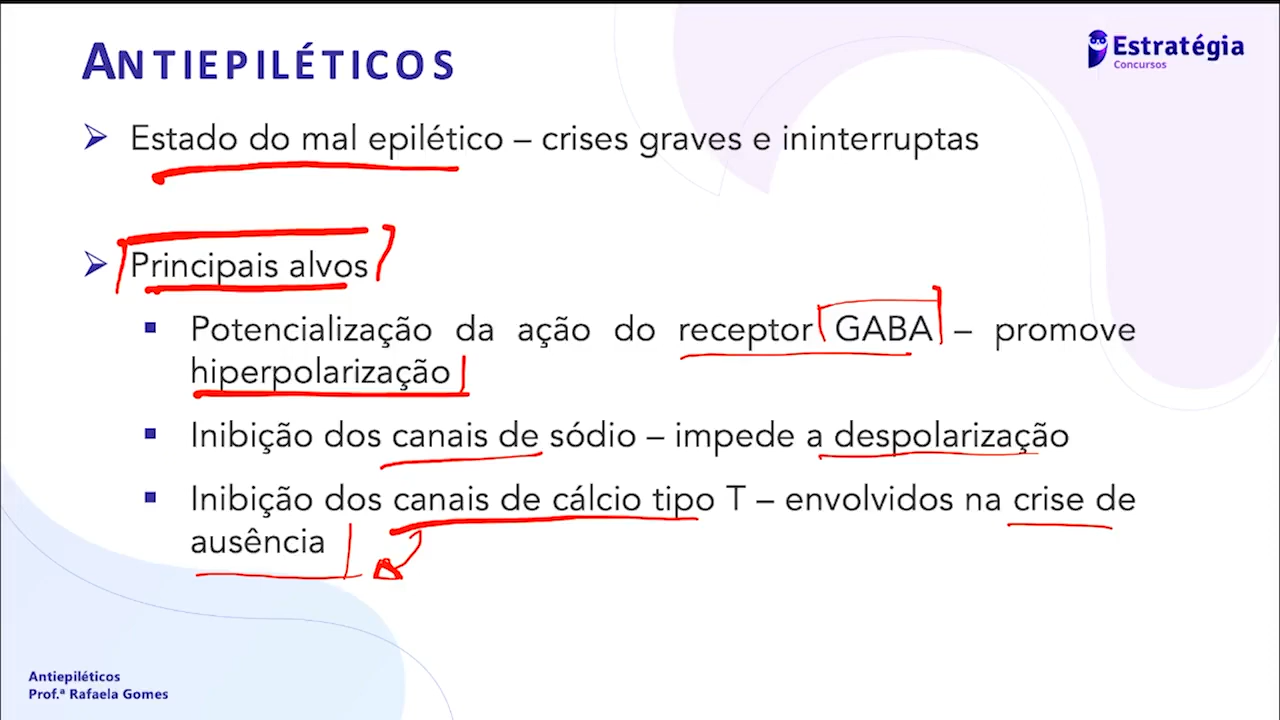 ANTIEPILÉTICOS
Estratégia
Concursos
Estado do mal epilético – crises graves e ininterruptas
Principais alvos
Potencialização da ação do receptor GABA – promove
hiperpolarização
Inibição dos canais de sódio – impede a despolarização
Inibição dos canais de cálcio tipo T – envolvidos na crise de
ausência
Antiepiléticos
Prof.ª Rafaela Gomes